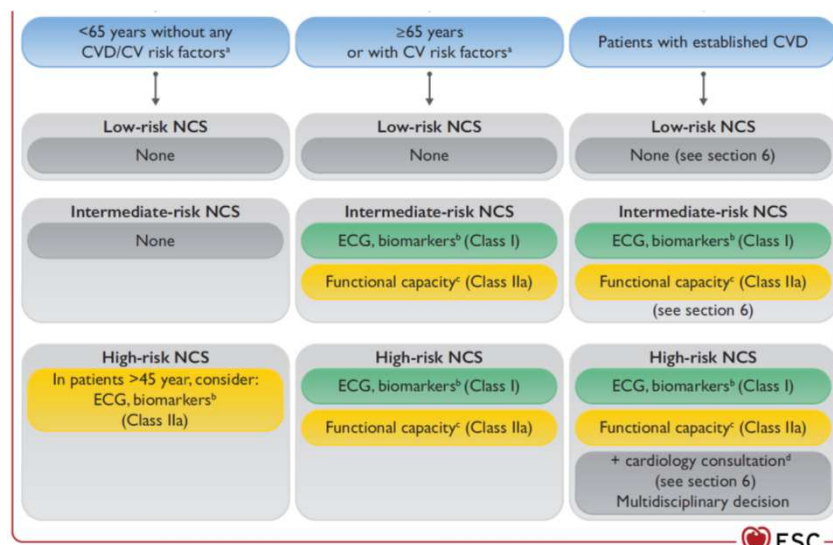 <65 years without any
CVD/CV risk factorsᵃ
≥65 years
or with CV risk factorsᵃ
Patients with established CVD
Low-risk NCS
None
Low-risk NCS
None
Low-risk NCS
None (see section 6)
Intermediate-risk NCS
None
Intermediate-risk NCS
ECG, biomarkersᵇ (Class I)
Functional capacityᶜ (Class IIa)
Intermediate-risk NCS
ECG, biomarkersᵇ (Class I)
Functional capacityᶜ (Class IIa)
(see section 6)
High-risk NCS
In patients >45 year, consider:
ECG, biomarkersᵇ
(Class IIa)
High-risk NCS
ECG, biomarkersᵇ (Class I)
Functional capacityᶜ (Class IIa)
High-risk NCS
ECG, biomarkersᵇ (Class I)
Functional capacityᶜ (Class IIa)
+ cardiology consultationᵈ
(see section 6)
Multidisciplinary decision
ESC